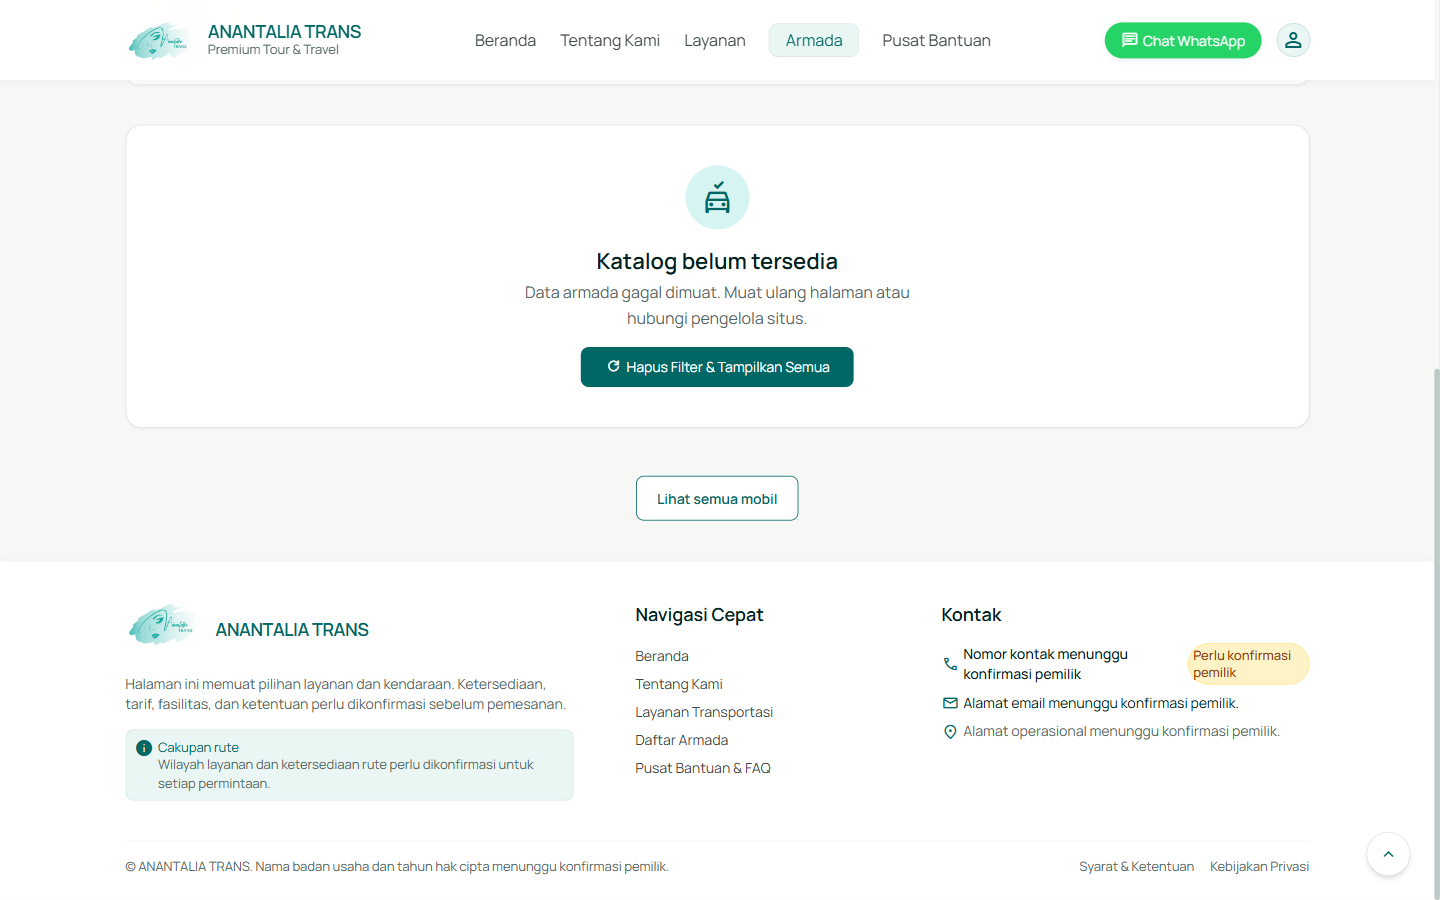 ANANTALIA TRANS
Premium Tour & Travel
Beranda
Tentang Kami
Layanan
Armada
Pusat Bantuan
Chat WhatsApp
Katalog belum tersedia
Data armada gagal dimuat. Muat ulang halaman atau
hubungi pengelola situs.
Hapus Filter & Tampilkan Semua
Lihat semua mobil
ANANTALIA TRANS
Halaman ini memuat pilihan layanan dan kendaraan. Ketersediaan,
tarif, fasilitas, dan ketentuan perlu dikonfirmasi sebelum pemesanan.
Cakupan rute
Wilayah layanan dan ketersediaan rute perlu dikonfirmasi untuk
setiap permintaan.
Navigasi Cepat
Beranda
Tentang Kami
Layanan Transportasi
Daftar Armada
Pusat Bantuan & FAQ
Kontak
Nomor kontak menunggu
konfirmasi pemilik
Perlu konfirmasi
pemilik
Alamat email menunggu konfirmasi pemilik.
Alamat operasional menunggu konfirmasi pemilik.
© ANANTALIA TRANS. Nama badan usaha dan tahun hak cipta menunggu konfirmasi pemilik.
Syarat & Ketentuan
Kebijakan Privasi